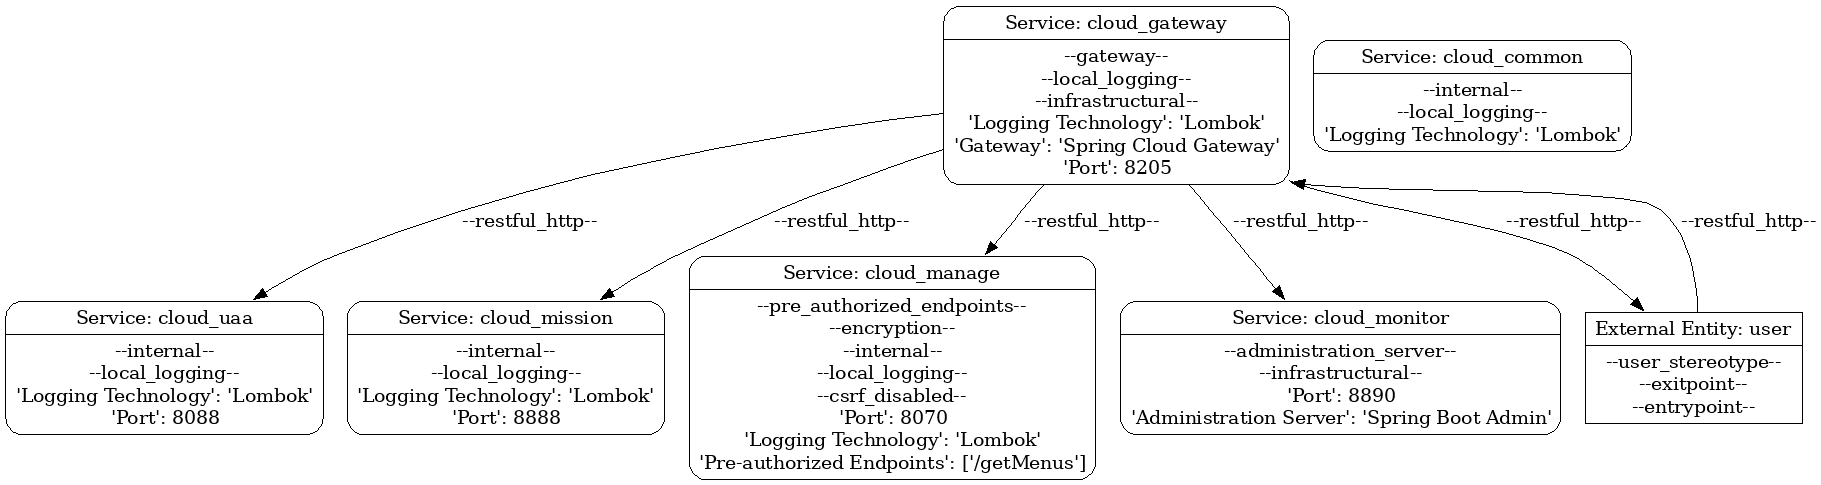 Service: cloud_gateway
--gateway--
--local_logging--
--infrastructural--
'Logging Technology': 'Lombok'
'Gateway': 'Spring Cloud Gateway'
'Port': 8205
Service: cloud_common
--internal--
--local_logging--
'Logging Technology': 'Lombok'
--restful_http--
--restful_http--
--restful_http--
--restful_http--
--restful_http--
--restful_http--
Service: cloud_uaa
--internal--
--local_logging--
'Logging Technology': 'Lombok'
'Port': 8088
Service: cloud_mission
--internal--
--local_logging--
'Logging Technology': 'Lombok'
'Port': 8888
Service: cloud_manage
--pre_authorized_endpoints--
--encryption--
--internal--
--local_logging--
--csrf_disabled--
'Port': 8070
'Logging Technology': 'Lombok'
'Pre-authorized Endpoints': ['/getMenus']
Service: cloud_monitor
--administration_server--
--infrastructural--
'Port': 8890
'Administration Server': 'Spring Boot Admin'
External Entity: user
--user_stereotype--
--exitpoint--
--entrypoint--